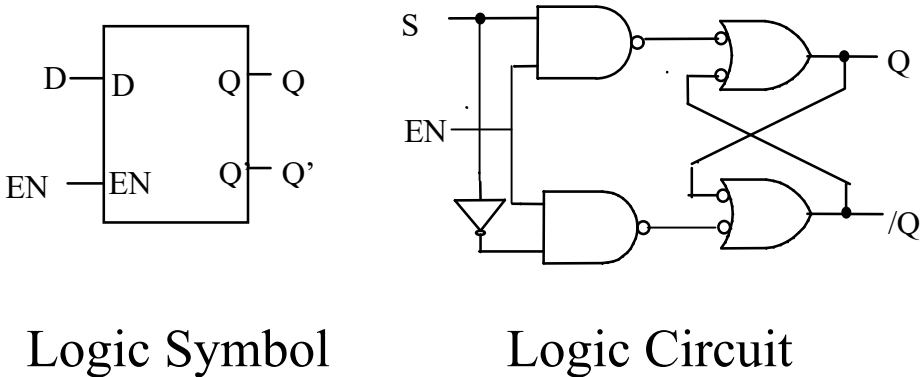 D D Q Q
EN EN Q' Q'
Logic Symbol
S
Q
EN
/Q
Logic Circuit